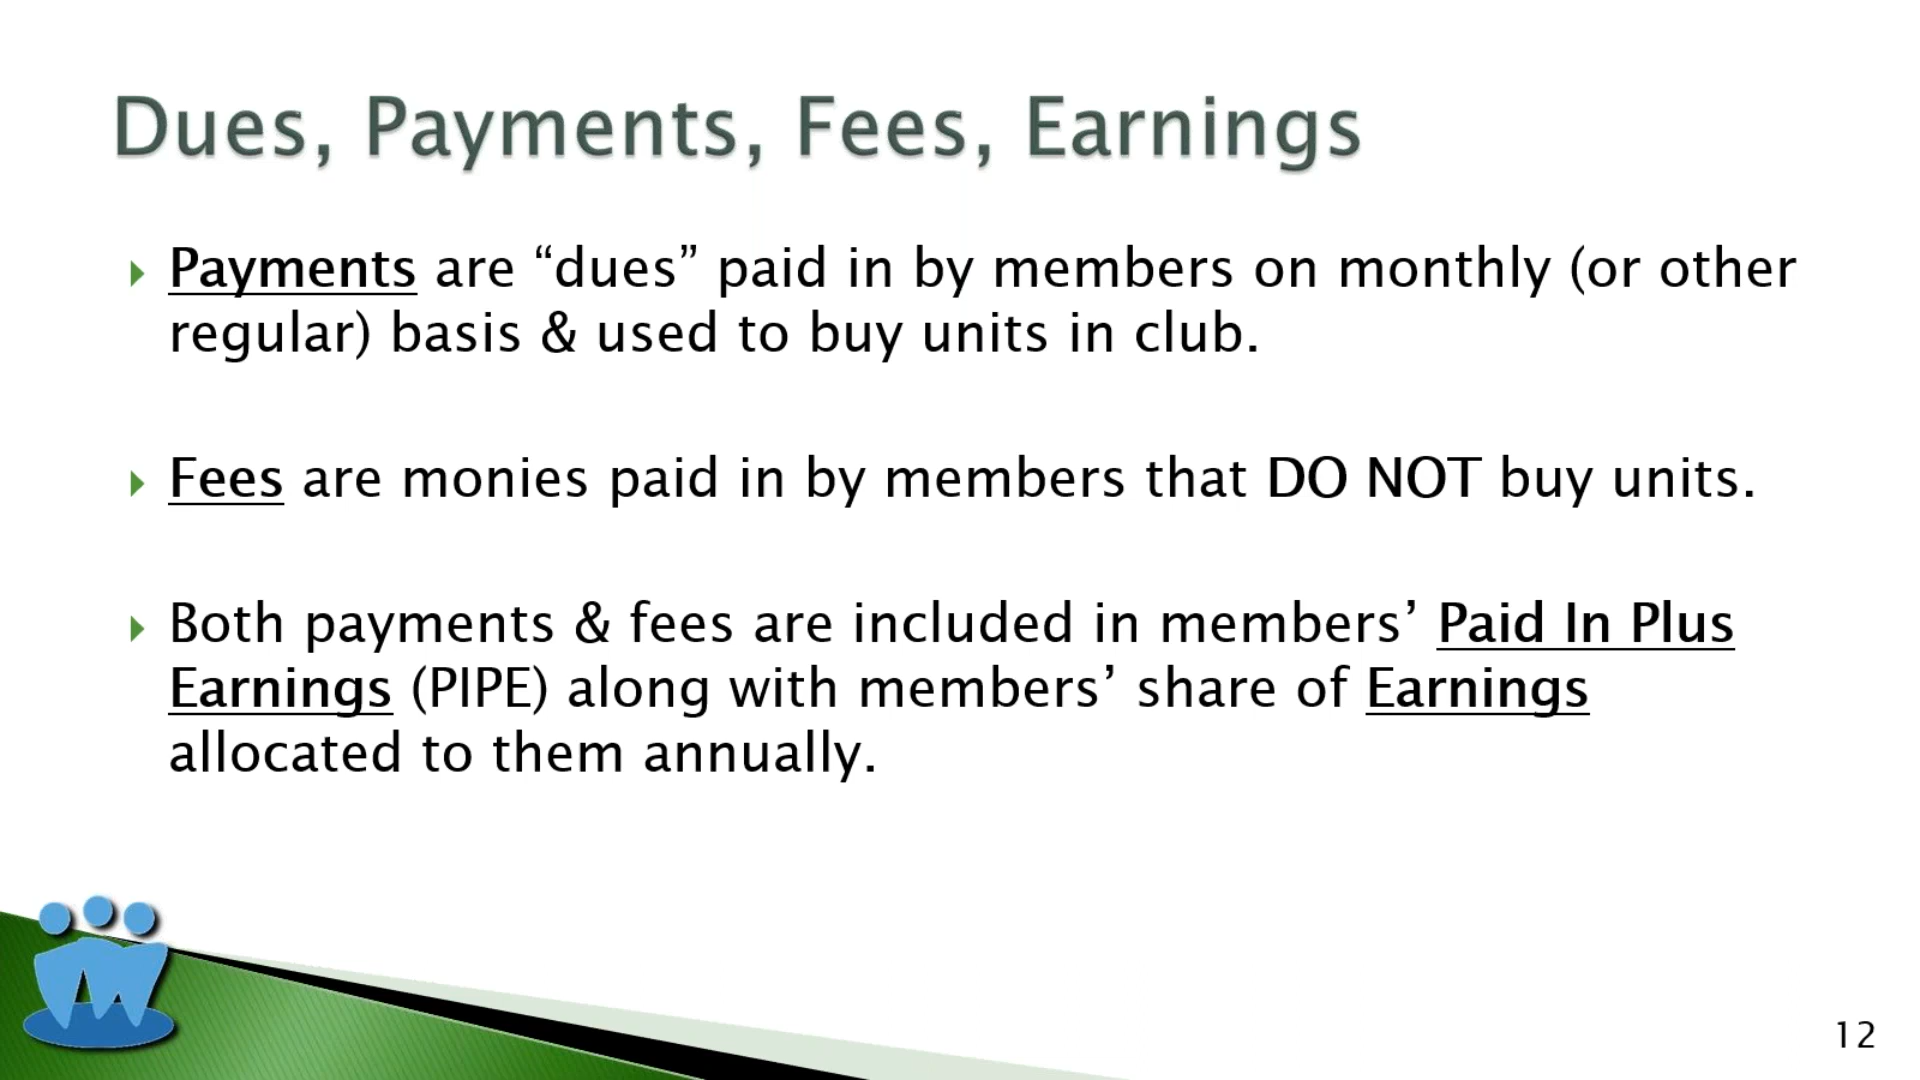 Dues, Payments, Fees, Earnings
Payments are “dues” paid in by members on monthly (or other
regular) basis & used to buy units in club.
Fees are monies paid in by members that DO NOT buy units.
Both payments & fees are included in members’ Paid In Plus
Earnings (PIPE) along with members’ share of Earnings
allocated to them annually.
12